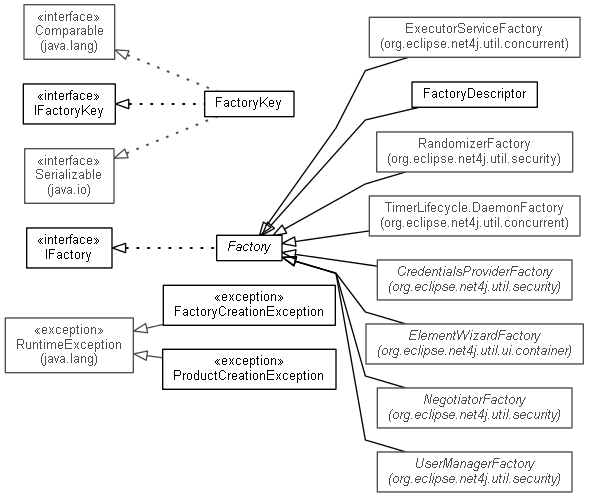 «interface»
Comparable
(java.lang)
«interface»
IFactoryKey
«interface»
Serializable
(java.io)
FactoryKey
«interface»
IFactory
Factory
«exception»
RuntimeException
(java.lang)
«exception»
FactoryCreationException
«exception»
ProductCreationException
ExecutorServiceFactory
(org.eclipse.net4j.util.concurrent)
FactoryDescriptor
RandomizerFactory
(org.eclipse.net4j.util.security)
TimerLifecycle.DaemonFactory
(org.eclipse.net4j.util.concurrent)
CredentialsProviderFactory
(org.eclipse.net4j.util.security)
ElementWizardFactory
(org.eclipse.net4j.util.ui.container)
NegotiatorFactory
(org.eclipse.net4j.util.security)
UserManagerFactory
(org.eclipse.net4j.util.security)